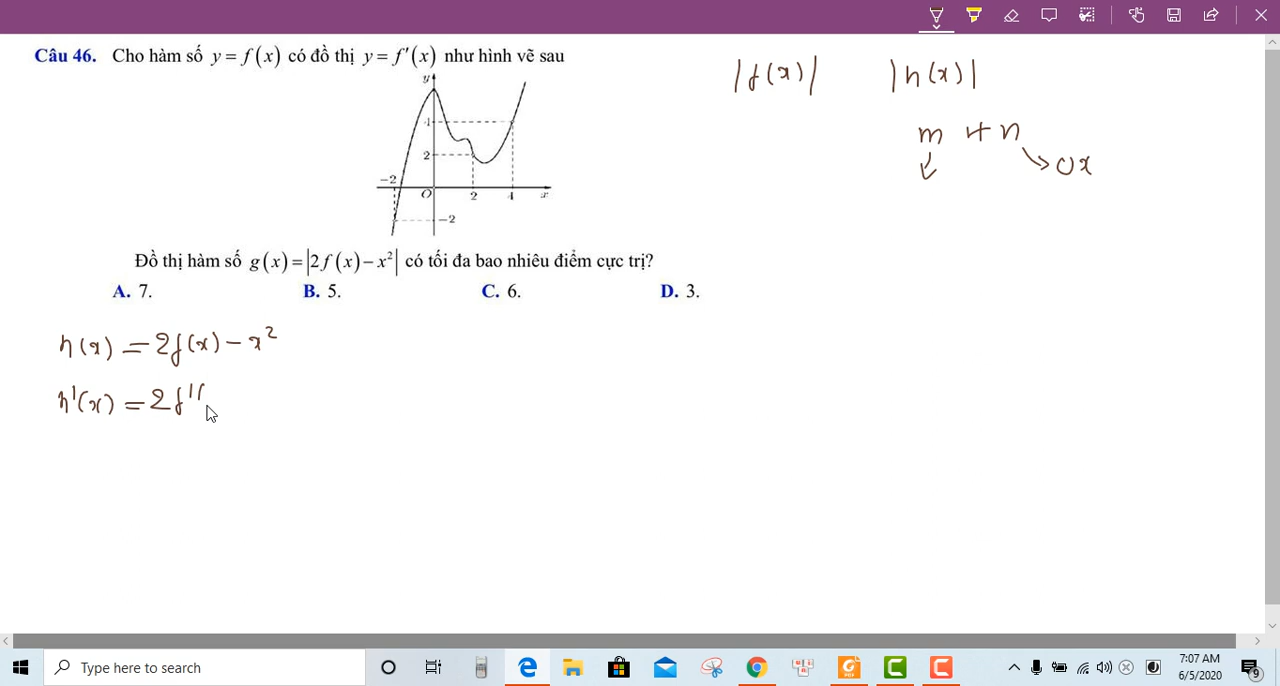 Câu 46. Cho hàm số y = f(x) có đồ thị y = f'(x) như hình vẽ sau
y
4
2
-2
O
2
4
x
-2
Đồ thị hàm số g(x) = |2f(x) − x²| có tối đa bao nhiêu điểm cực trị?
A. 7. B. 5. C. 6. D. 3.
|f(x)| |h(x)|
m + n
Ox
h(x) = 2f(x) − x²
h'(x) = 2f'(
Type here to search
7:07 AM
6/5/2020
9